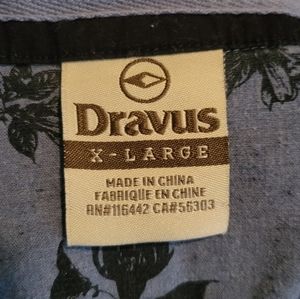 Dravus
X-LARGE
MADE IN CHINA
FABRIQUE EN CHINE
RN#116442 CA#56303